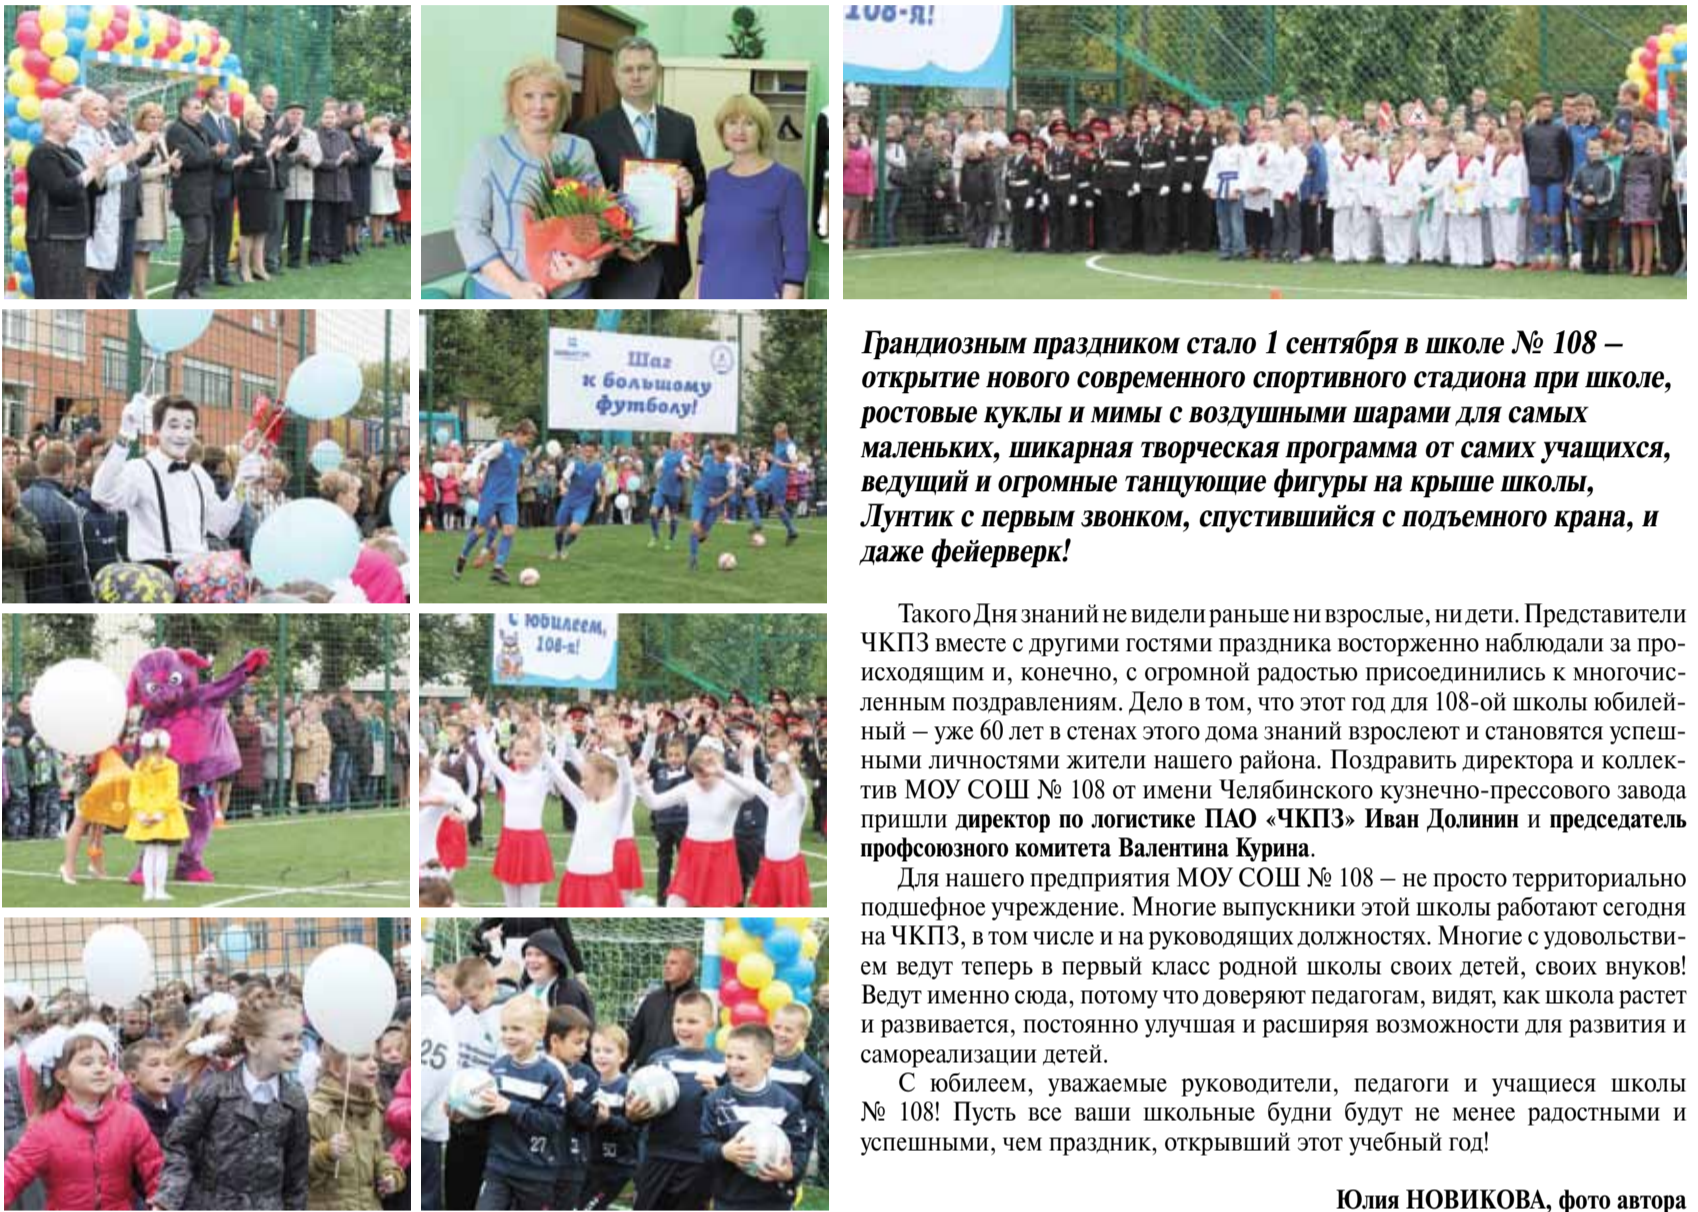 108-я!
Шаг
к большому
футболу!
С юбилеем,
108-я!
25
27
50
Грандиозным праздником стало 1 сентября в школе № 108 –
открытие нового современного спортивного стадиона при школе,
ростовые куклы и мимы с воздушными шарами для самых
маленьких, шикарная творческая программа от самих учащихся,
ведущий и огромные танцующие фигуры на крыше школы,
Лунтик с первым звонком, спустившийся с подъемного крана, и
даже фейерверк!
Такого Дня знаний не видели раньше ни взрослые, ни дети. Представители
ЧКПЗ вместе с другими гостями праздника восторженно наблюдали за про-
исходящим и, конечно, с огромной радостью присоединились к многочис-
ленным поздравлениям. Дело в том, что этот год для 108-ой школы юбилей-
ный – уже 60 лет в стенах этого дома знаний взрослеют и становятся успеш-
ными личностями жители нашего района. Поздравить директора и коллек-
тив МОУ СОШ № 108 от имени Челябинского кузнечно-прессового завода
пришли директор по логистике ПАО «ЧКПЗ» Иван Долинин и председатель
профсоюзного комитета Валентина Курина.
Для нашего предприятия МОУ СОШ № 108 – не просто территориально
подшефное учреждение. Многие выпускники этой школы работают сегодня
на ЧКПЗ, в том числе и на руководящих должностях. Многие с удовольстви-
ем ведут теперь в первый класс родной школы своих детей, своих внуков!
Ведут именно сюда, потому что доверяют педагогам, видят, как школа растет
и развивается, постоянно улучшая и расширяя возможности для развития и
самореализации детей.
С юбилеем, уважаемые руководители, педагоги и учащиеся школы
№ 108! Пусть все ваши школьные будни будут не менее радостными и
успешными, чем праздник, открывший этот учебный год!
Юлия НОВИКОВА, фото автора